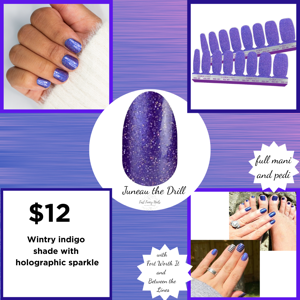 Juneau the Drill
full mani
and pedi
$12
Wintry indigo
shade with
holographic sparkle
with
Fort Worth It
and
Between the
Lines